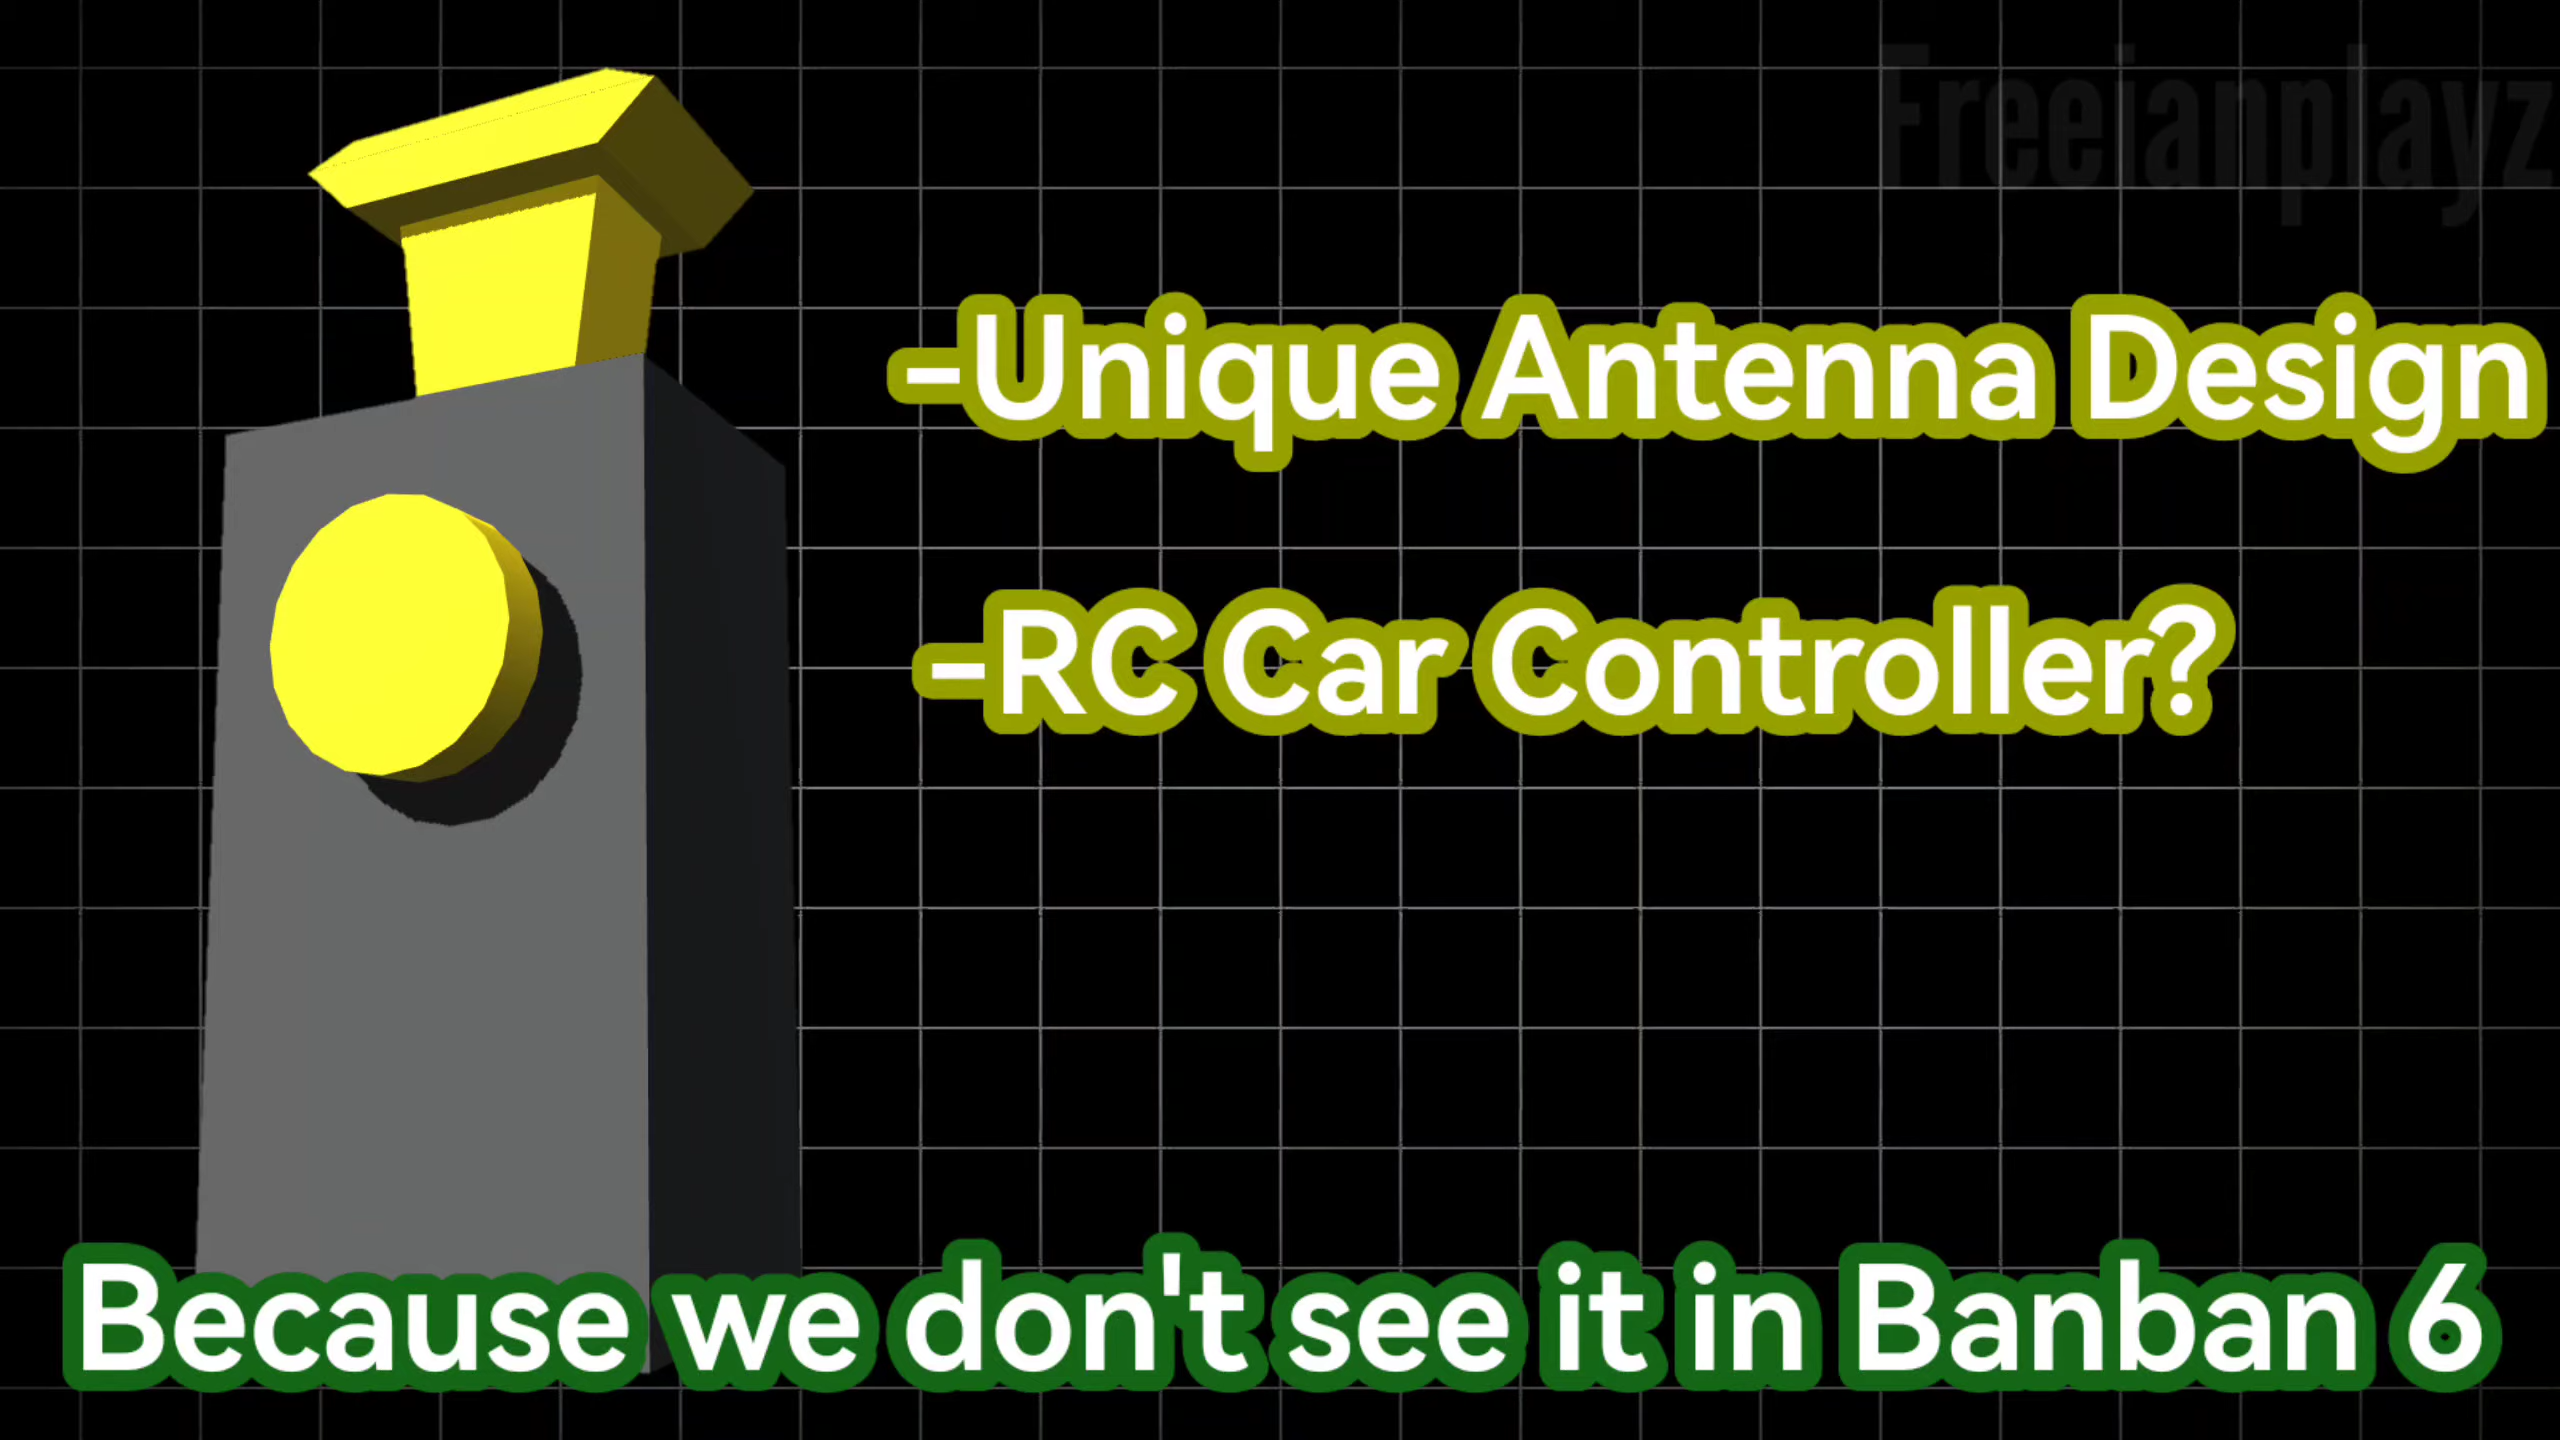 Freeianplayz
-Unique Antenna Design
-RC Car Controller?
Because we don't see it in Banban 6